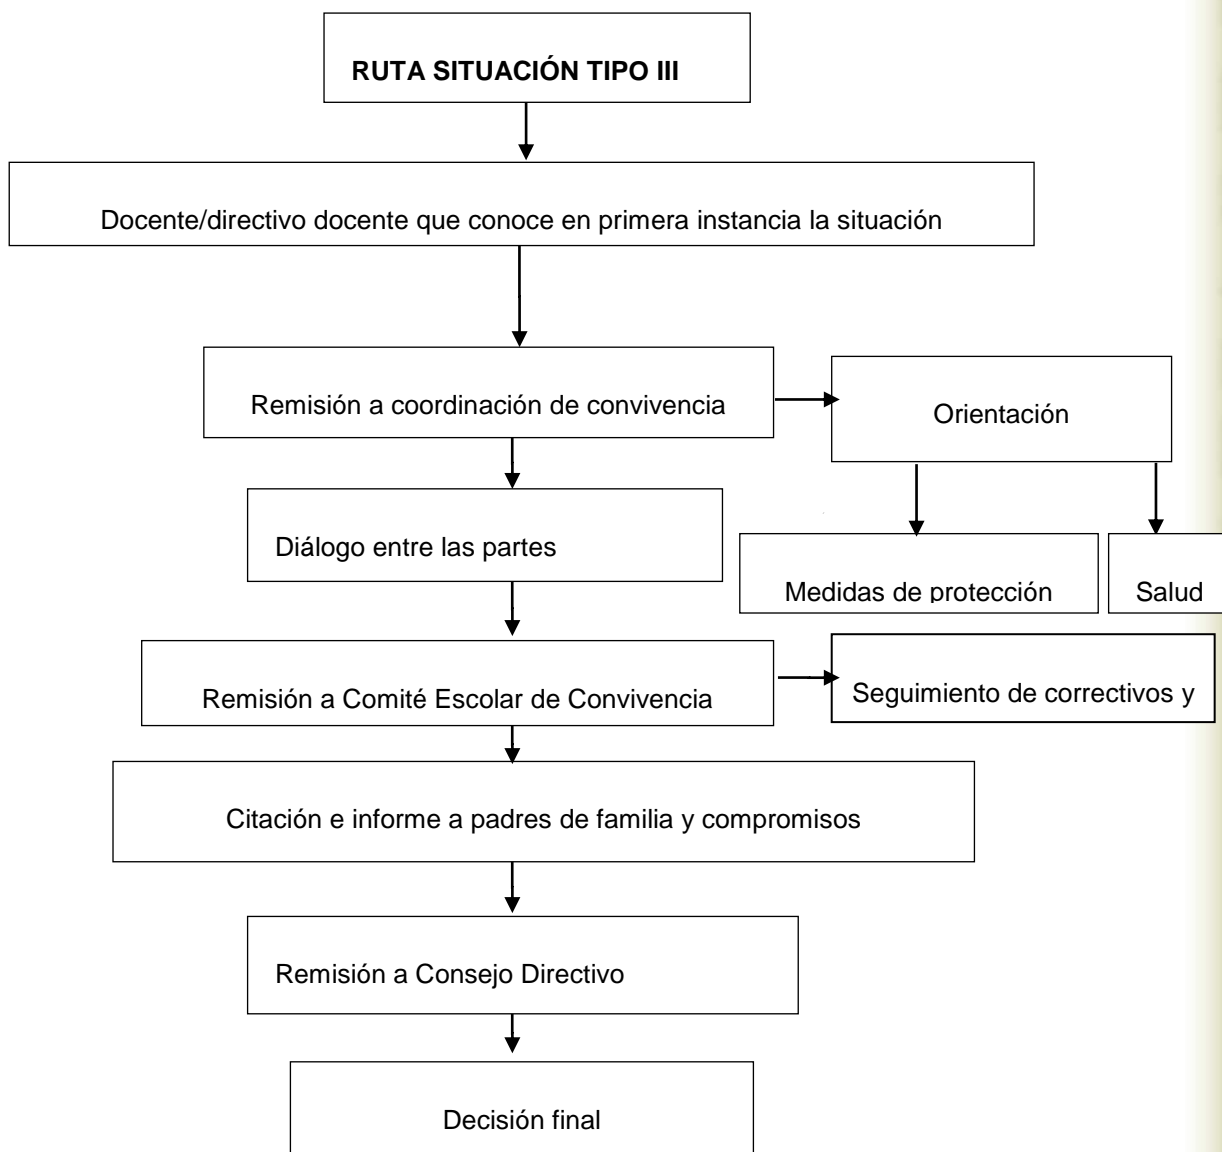 RUTA SITUACIÓN TIPO III
Docente/directivo docente que conoce en primera instancia la situación
Remisión a coordinación de convivencia
Orientación
Diálogo entre las partes
Medidas de protección
Salud
Remisión a Comité Escolar de Convivencia
Seguimiento de correctivos y
Citación e informe a padres de familia y compromisos
Remisión a Consejo Directivo
Decisión final